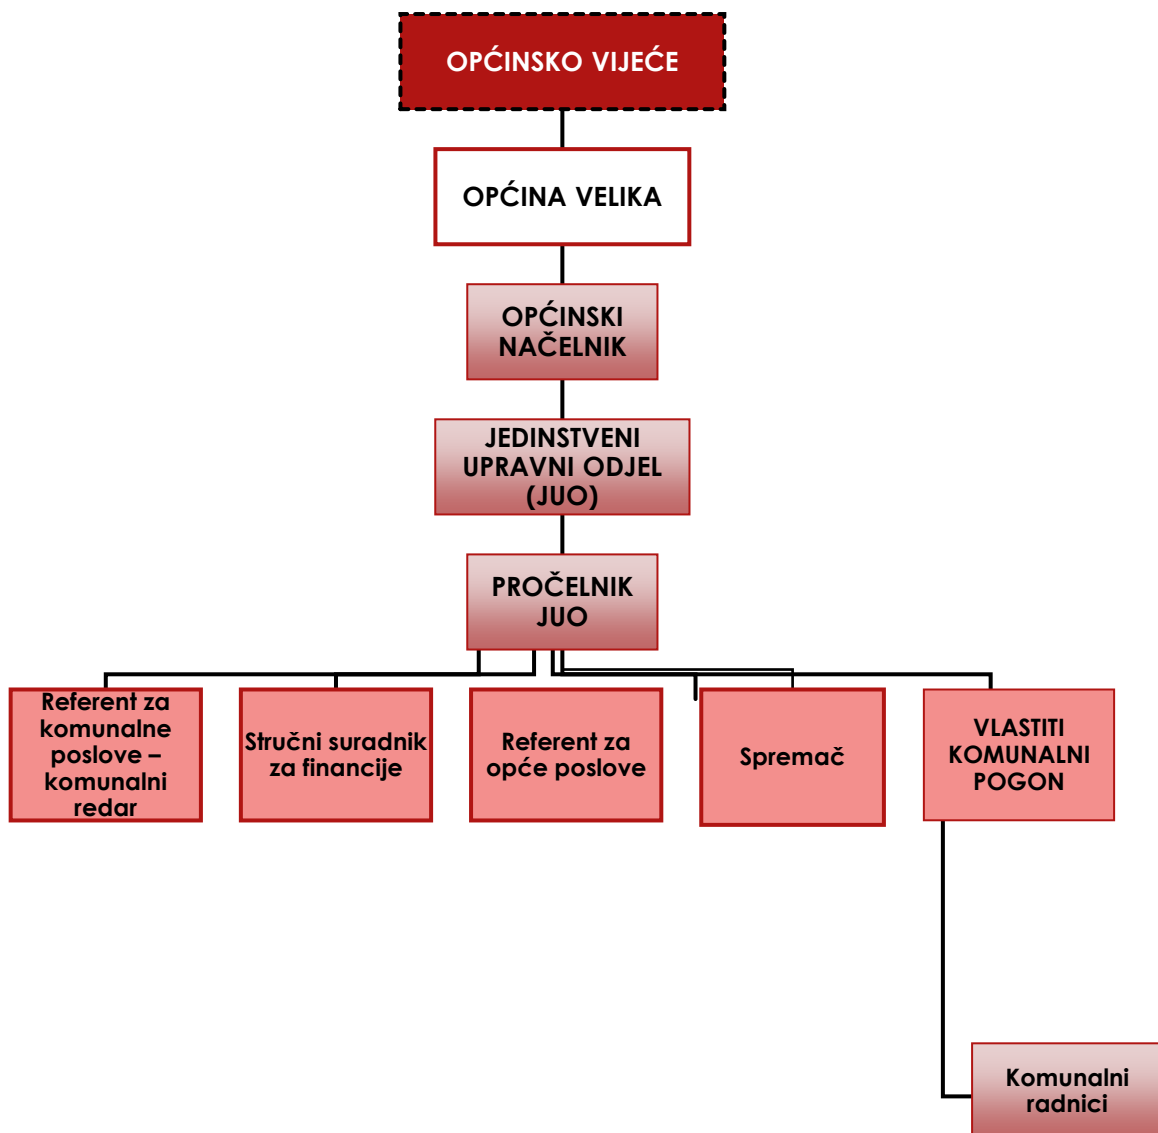 OPĆINSKO VIJEĆE
OPĆINA VELIKA
OPĆINSKI
NAČELNIK
JEDINSTVENI
UPRAVNI ODJEL
(JUO)
PROČELNIK
JUO
Referent za
komunalne
poslove –
komunalni
redar
Stručni suradnik
za financije
Referent za
opće poslove
Spremač
VLASTITI
KOMUNALNI
POGON
Komunalni
radnici